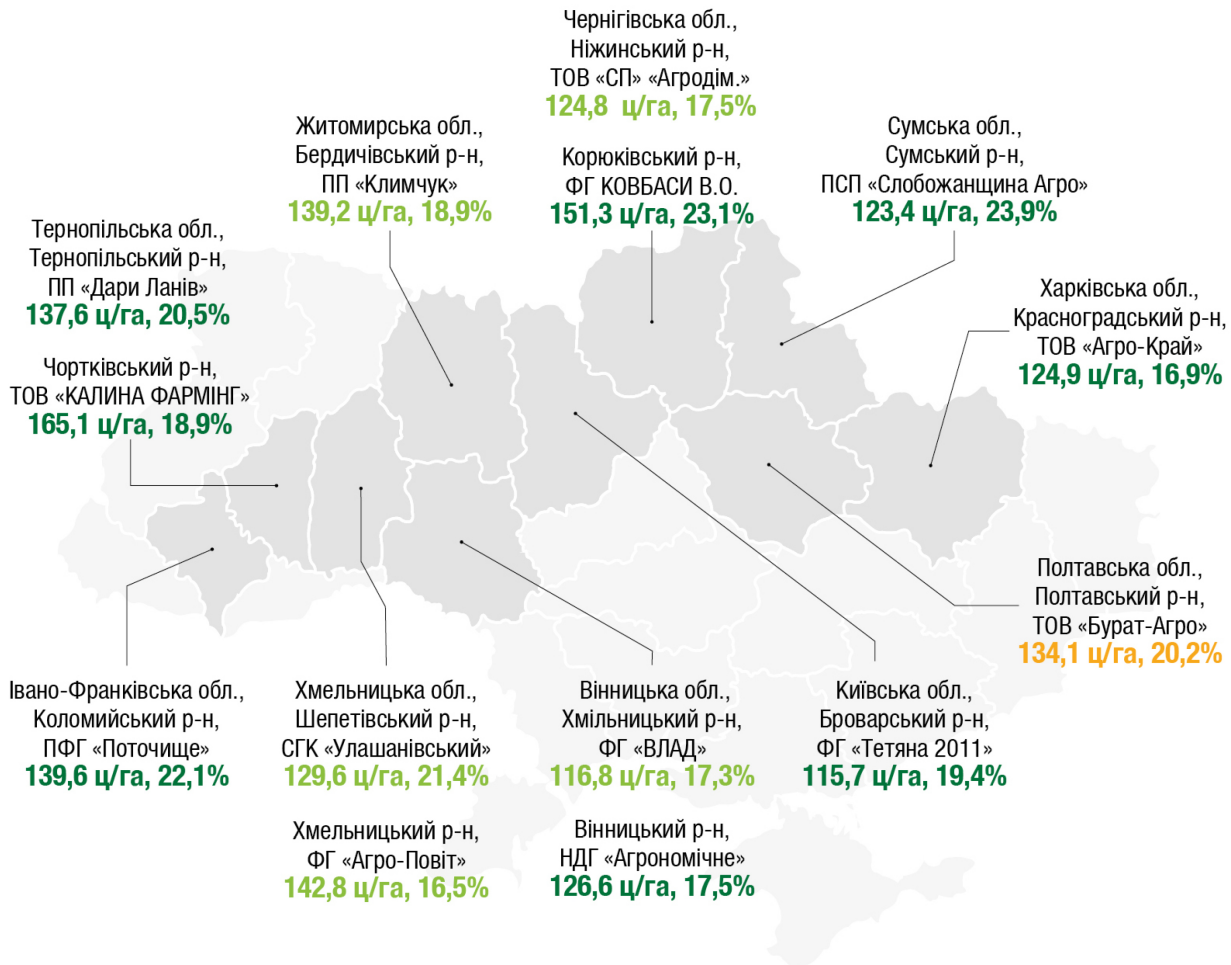 Чернігівська обл.,
Ніжинський р-н,
ТОВ «СП» «Агродім.»
124,8 ц/га, 17,5%
Корюківський р-н,
ФГ КОВБАСИ В.О.
151,3 ц/га, 23,1%
Житомирська обл.,
Бердичівський р-н,
ПП «Климчук»
139,2 ц/га, 18,9%
Сумська обл.,
Сумський р-н,
ПСП «Слобожанщина Агро»
123,4 ц/га, 23,9%
Тернопільська обл.,
Тернопільський р-н,
ПП «Дари Ланів»
137,6 ц/га, 20,5%
Чортківський р-н,
ТОВ «КАЛИНА ФАРМІНГ»
165,1 ц/га, 18,9%
Харківська обл.,
Красноградський р-н,
ТОВ «Агро-Край»
124,9 ц/га, 16,9%
Полтавська обл.,
Полтавський р-н,
ТОВ «Бурат-Агро»
134,1 ц/га, 20,2%
Івано-Франківська обл.,
Коломийський р-н,
ПФГ «Поточище»
139,6 ц/га, 22,1%
Хмельницька обл.,
Шепетівський р-н,
СГК «Улашанівський»
129,6 ц/га, 21,4%
Хмельницький р-н,
ФГ «Агро-Повіт»
142,8 ц/га, 16,5%
Вінницька обл.,
Хмільницький р-н,
ФГ «ВЛАД»
116,8 ц/га, 17,3%
Вінницький р-н,
НДГ «Агрономічне»
126,6 ц/га, 17,5%
Київська обл.,
Броварський р-н,
ФГ «Тетяна 2011»
115,7 ц/га, 19,4%